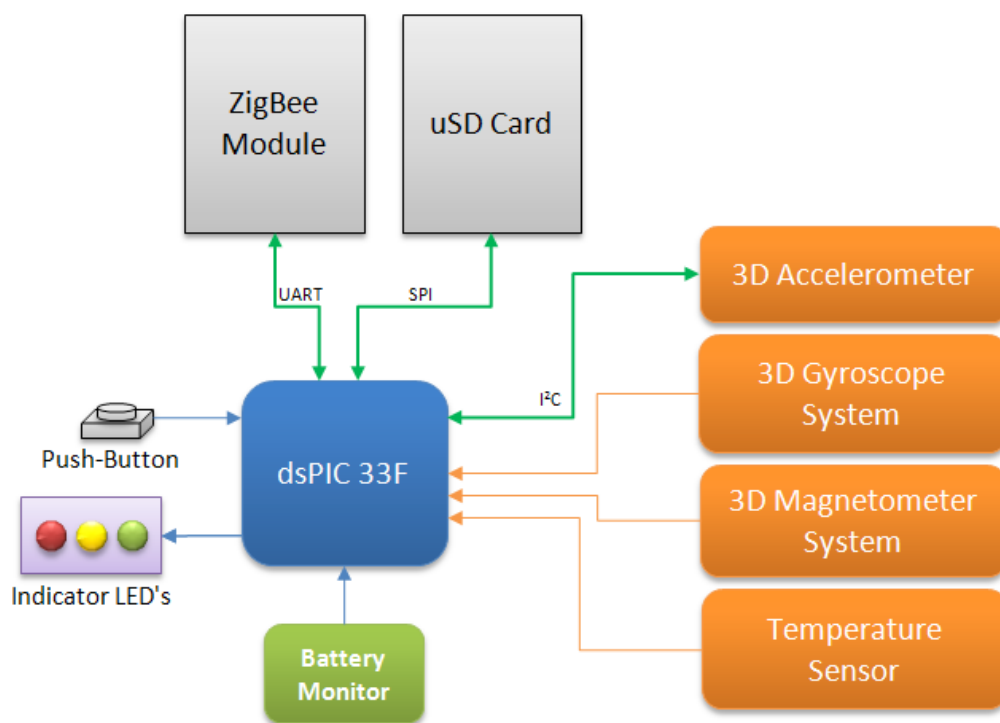 ZigBee
Module
uSD Card
UART
SPI
3D Accelerometer
3D Gyroscope
System
I²C
Push-Button
dsPIC 33F
3D Magnetometer
System
Indicator LED's
Battery
Monitor
Temperature
Sensor